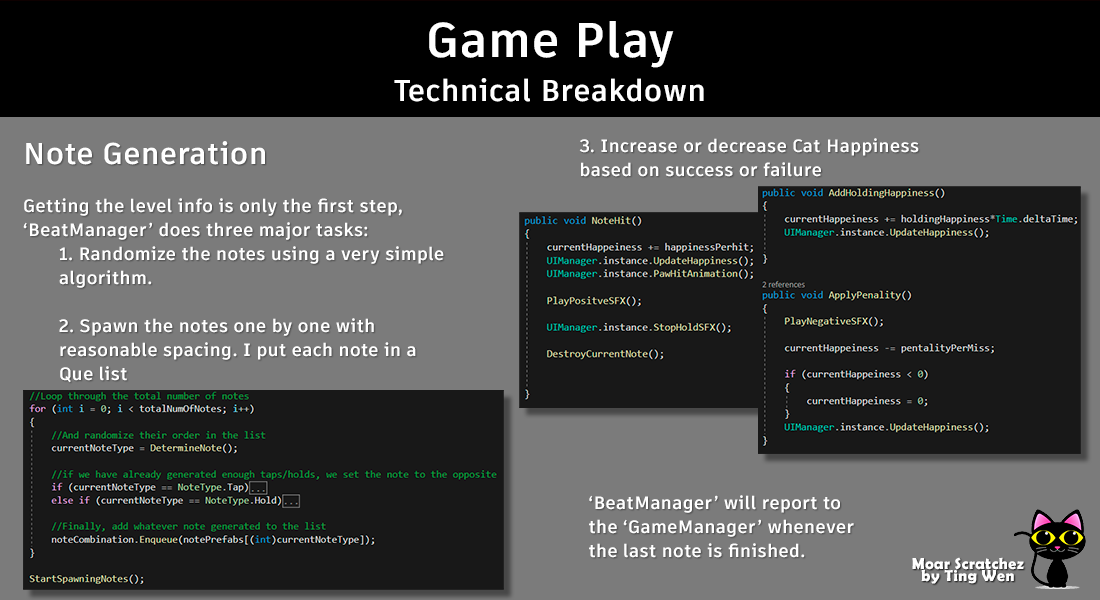 Game Play
Technical Breakdown
Note Generation
Getting the level info is only the first step,
‘BeatManager’ does three major tasks:
1. Randomize the notes using a very simple
algorithm.
2. Spawn the notes one by one with
reasonable spacing. I put each note in a
Que list
//Loop through the total number of notes
for (int i = 0; i < totalNumOfNotes; i++)
{
//And randomize their order in the list
currentNoteType = DetermineNote();
//if we have already generated enough taps/holds, we set the note to the opposite
if (currentNoteType == NoteType.Tap)...
else if (currentNoteType == NoteType.Hold)...
//Finally, add whatever note generated to the list
noteCombination.Enqueue(notePrefabs[(int)currentNoteType]);
}
StartSpawningNotes();
3. Increase or decrease Cat Happiness
based on success or failure
public void NoteHit()
{
currentHappeiness += happinessPerhit;
UIManager.instance.UpdateHappiness();
UIManager.instance.PawHitAnimation();
PlayPositveSFX();
UIManager.instance.StopHoldSFX();
DestroyCurrentNote();
}
public void AddHoldingHappiness()
{
currentHappeiness += holdingHappiness*Time.deltaTime;
UIManager.instance.UpdateHappiness();
}
2 references
public void ApplyPenality()
{
PlayNegativeSFX();
currentHappeiness -= pentalityPerMiss;
if (currentHappeiness < 0)
{
currentHappeiness = 0;
}
UIManager.instance.UpdateHappiness();
}
‘BeatManager’ will report to
the ‘GameManager’ whenever
the last note is finished.
Moar Scratchez
by Ting Wen